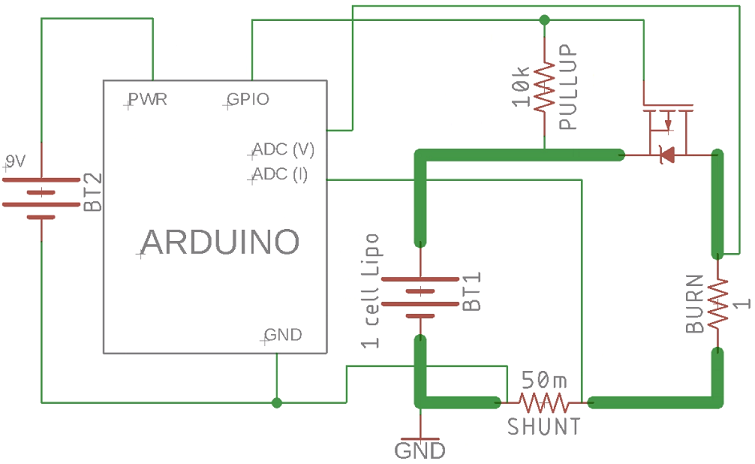 PWR
GPIO
10k
PULLUP
9V
BT2
ADC (V)
ADC (I)
ARDUINO
1 cell Lipo
BT1
BURN
1
GND
50m
SHUNT
GND